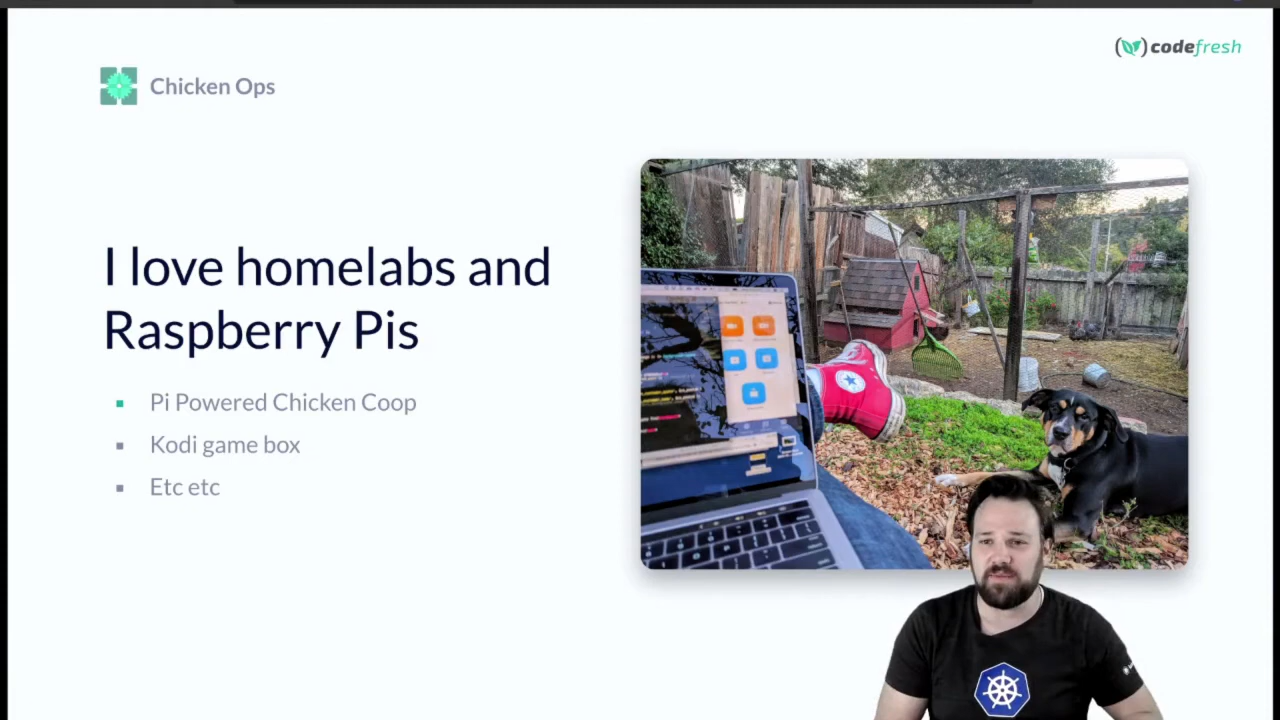 codefresh
Chicken Ops
I love homelabs and
Raspberry Pis
Pi Powered Chicken Coop
Kodi game box
Etc etc